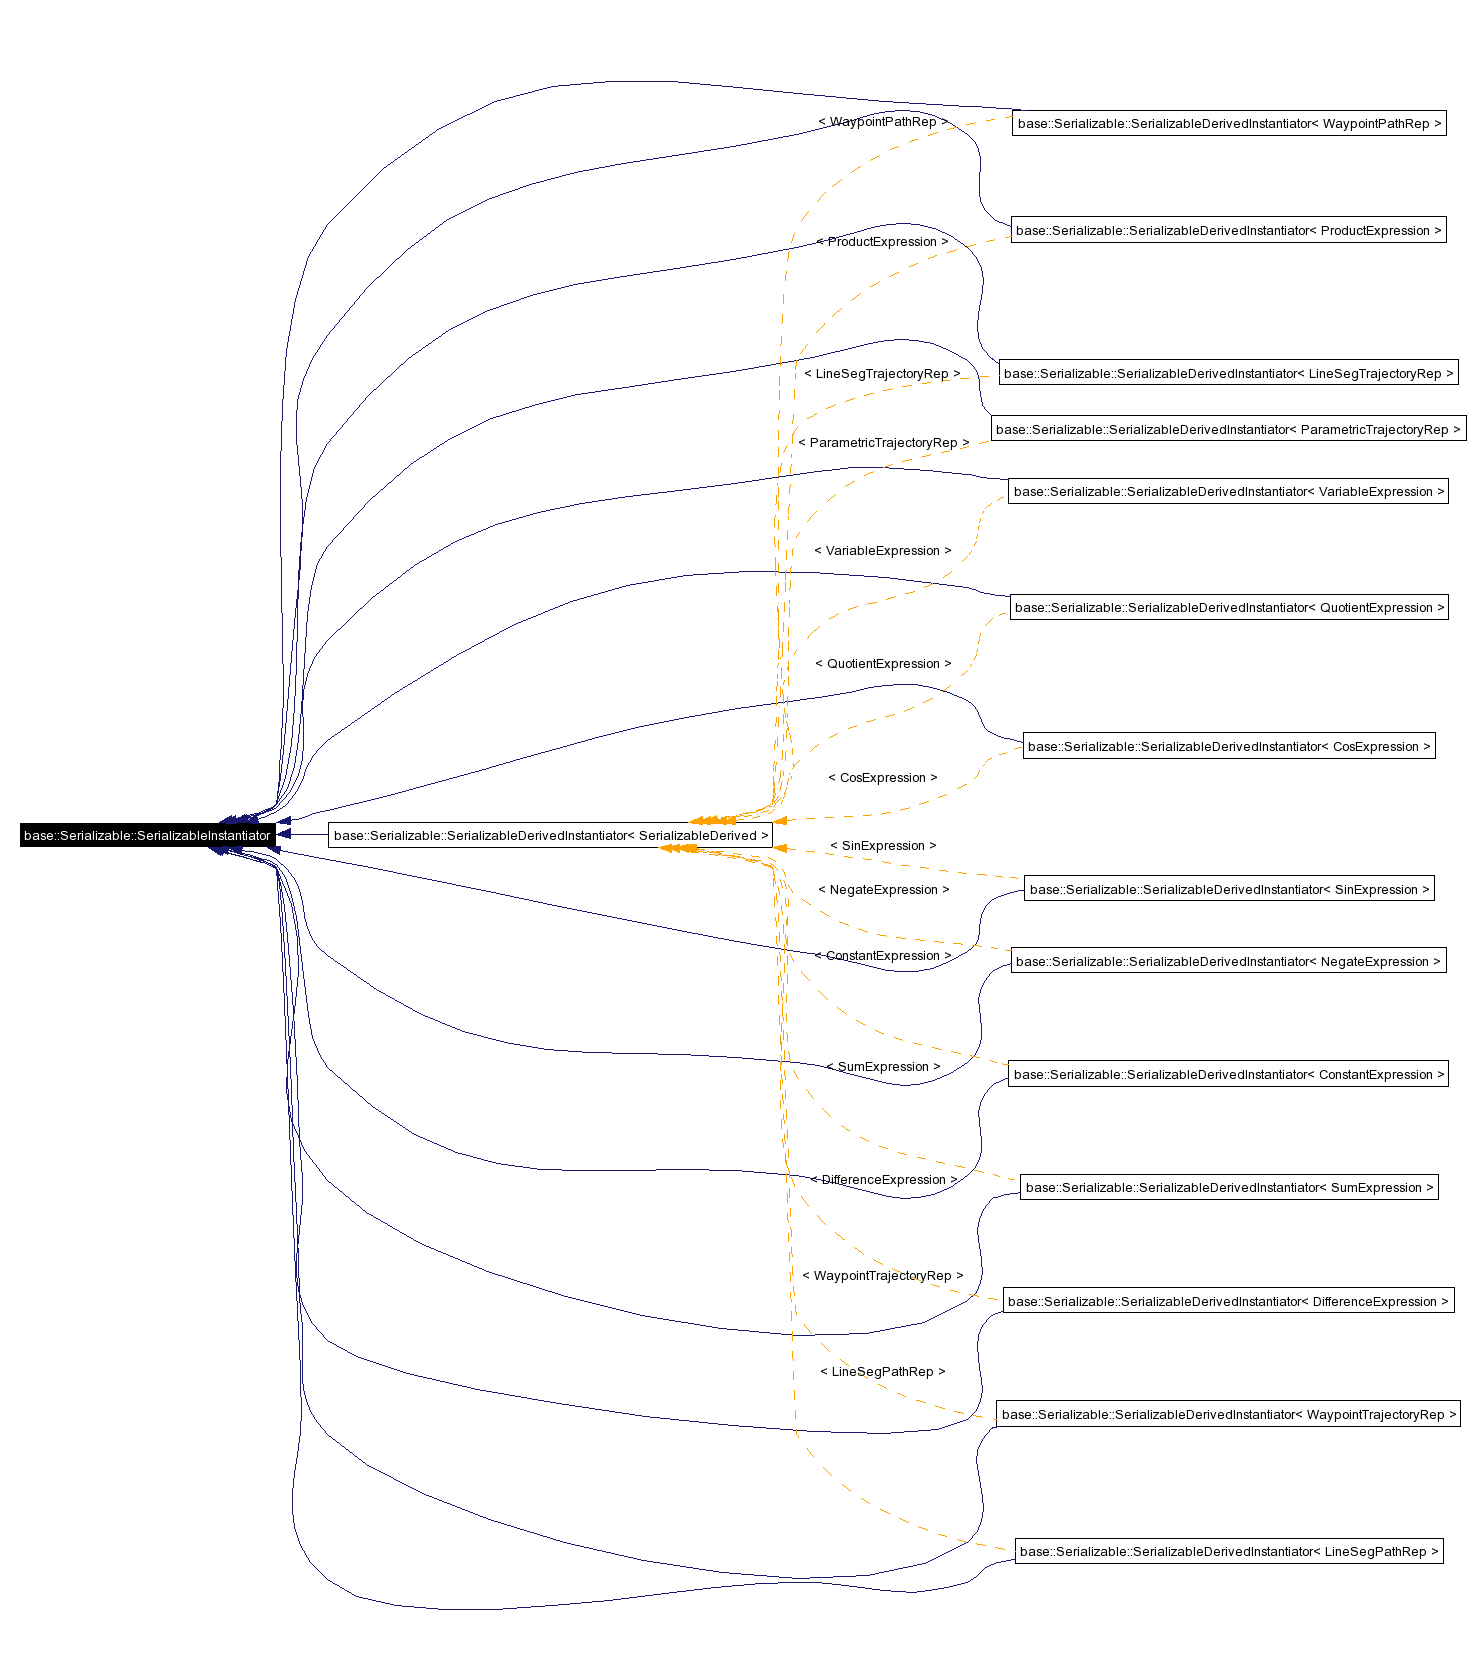 < WaypointPathRep >
base::Serializable::SerializableDerivedInstantiator< WaypointPathRep >
base::Serializable::SerializableDerivedInstantiator< ProductExpression >
< ProductExpression >
< LineSegTrajectoryRep >
base::Serializable::SerializableDerivedInstantiator< LineSegTrajectoryRep >
base::Serializable::SerializableDerivedInstantiator< ParametricTrajectoryRep >
< ParametricTrajectoryRep >
base::Serializable::SerializableDerivedInstantiator< VariableExpression >
< VariableExpression >
base::Serializable::SerializableDerivedInstantiator< QuotientExpression >
< QuotientExpression >
base::Serializable::SerializableDerivedInstantiator< CosExpression >
< CosExpression >
base::Serializable::SerializableInstantiator
base::Serializable::SerializableDerivedInstantiator< SerializableDerived >
< SinExpression >
< NegateExpression >
base::Serializable::SerializableDerivedInstantiator< SinExpression >
< ConstantExpression >
base::Serializable::SerializableDerivedInstantiator< NegateExpression >
< SumExpression >
base::Serializable::SerializableDerivedInstantiator< ConstantExpression >
< DifferenceExpression >
base::Serializable::SerializableDerivedInstantiator< SumExpression >
< WaypointTrajectoryRep >
base::Serializable::SerializableDerivedInstantiator< DifferenceExpression >
< LineSegPathRep >
base::Serializable::SerializableDerivedInstantiator< WaypointTrajectoryRep >
base::Serializable::SerializableDerivedInstantiator< LineSegPathRep >